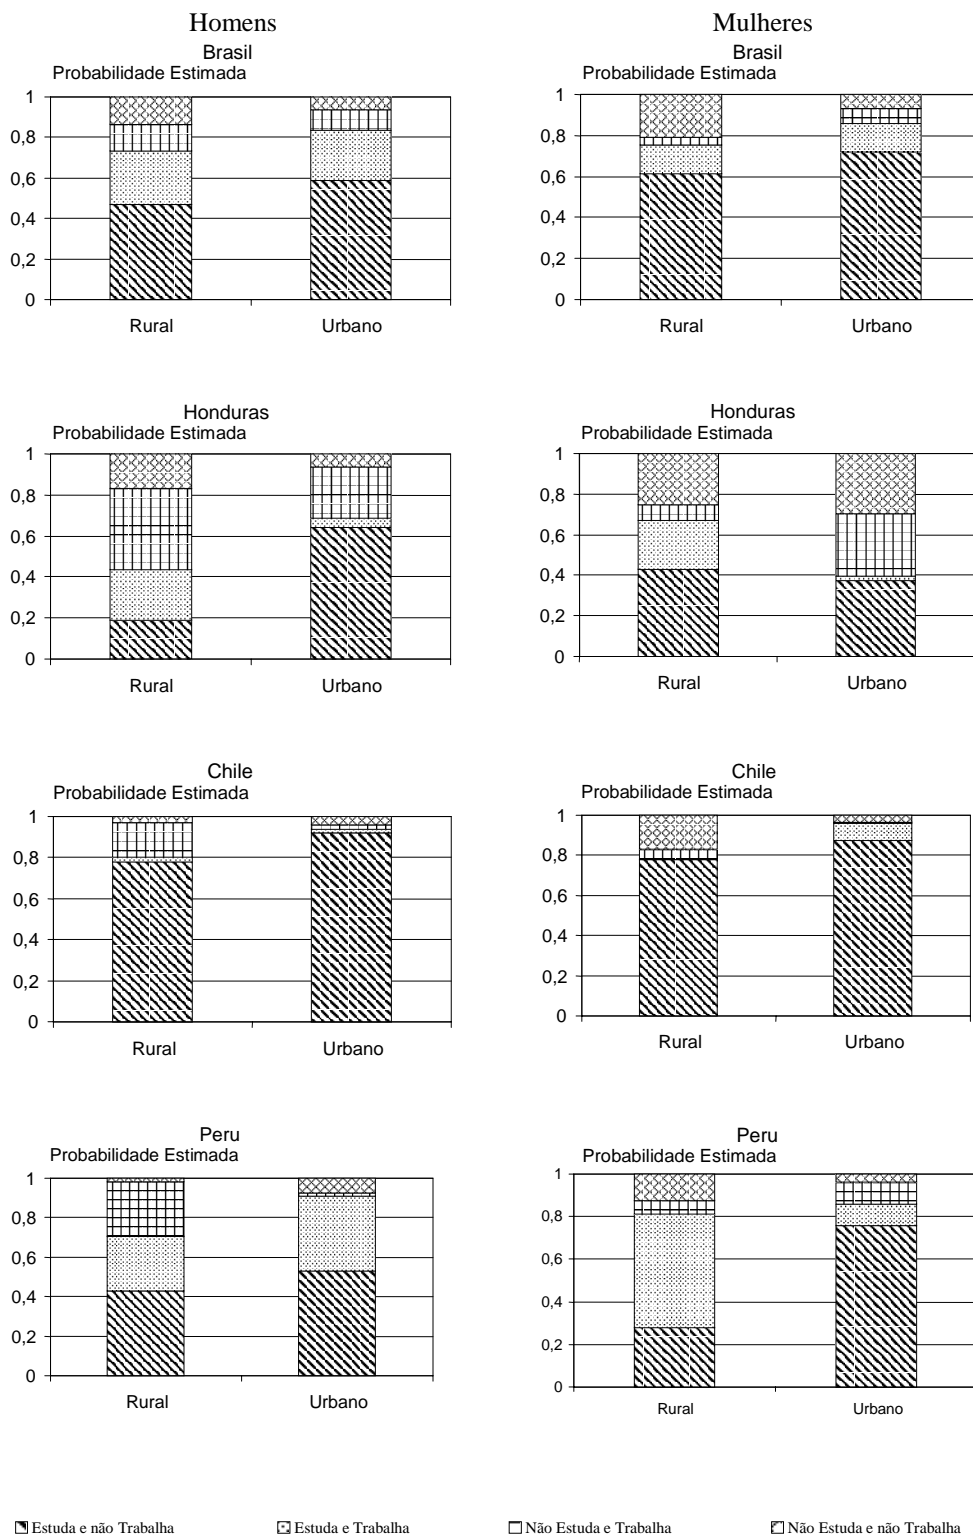 Homens
Mulheres
Brasil
Probabilidade Estimada
1
0,8
0,6
0,4
0,2
0
Rural
Urbano
Brasil
Probabilidade Estimada
1
0,8
0,6
0,4
0,2
0
Rural
Urbano
Honduras
Probabilidade Estimada
1
0,8
0,6
0,4
0,2
0
Rural
Urbano
Honduras
Probabilidade Estimada
1
0,8
0,6
0,4
0,2
0
Rural
Urbano
Chile
Probabilidade Estimada
1
0,8
0,6
0,4
0,2
0
Rural
Urbano
Chile
Probabilidade Estimada
1
0,8
0,6
0,4
0,2
0
Rural
Urbano
Peru
Probabilidade Estimada
1
0,8
0,6
0,4
0,2
0
Rural
Urbano
Peru
Probabilidade Estimada
1
0,8
0,6
0,4
0,2
0
Rural
Urbano
Estuda e não Trabalha
Estuda e Trabalha
Não Estuda e Trabalha
Não Estuda e não Trabalha